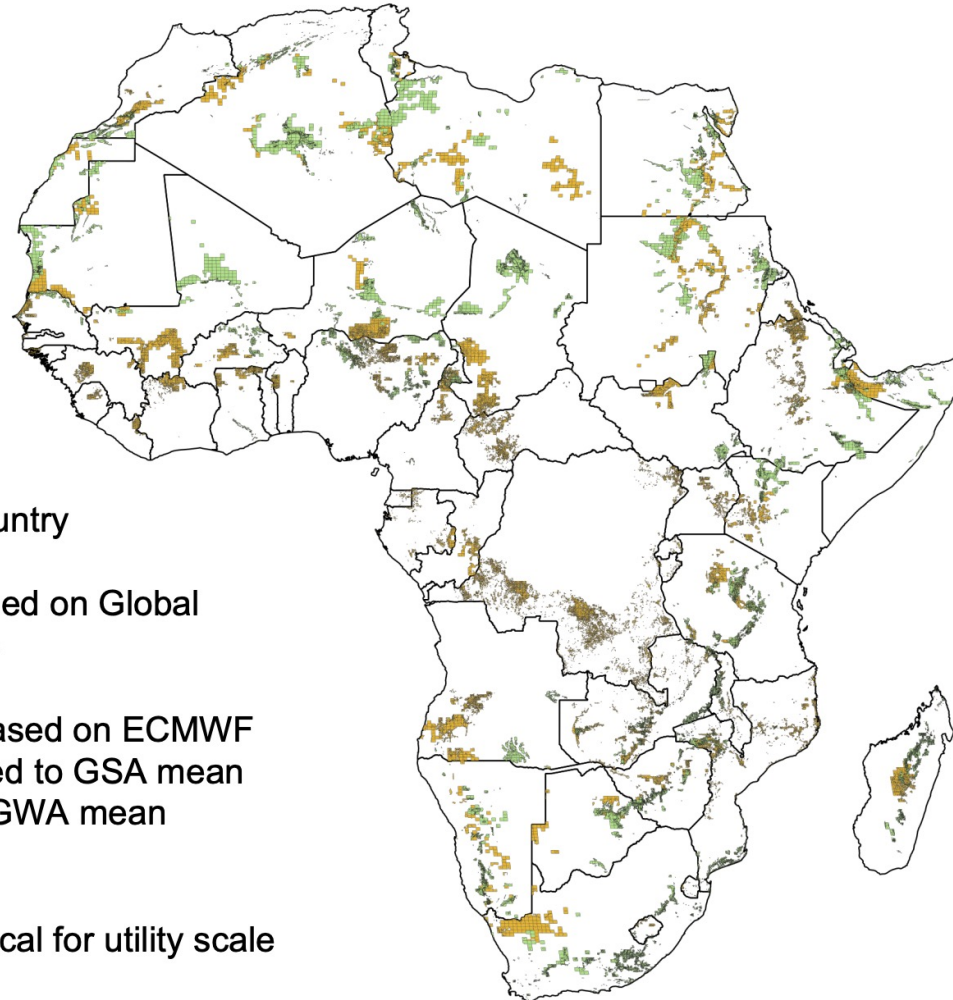 untry
ed on Global
ased on ECMWF
ed to GSA mean
GWA mean
cal for utility scale